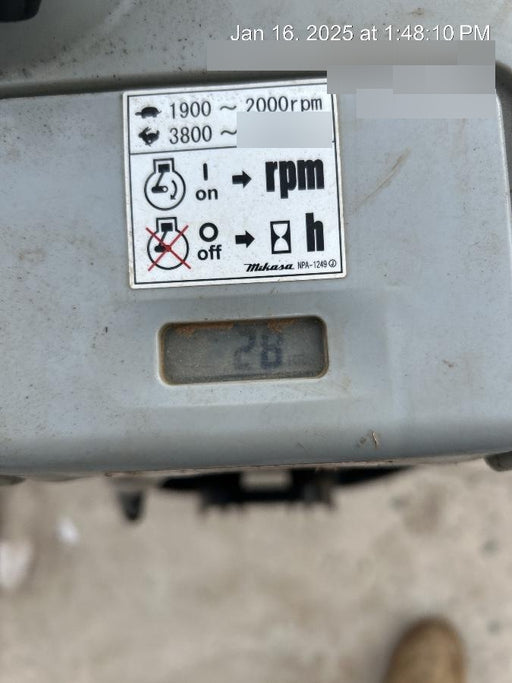 Jan 16, 2025 at 1:48:10 PM
1900 ~ 2000rpm
3800 ~
I
on
rpm
O
off
h
Mikasa NPA-1249
28